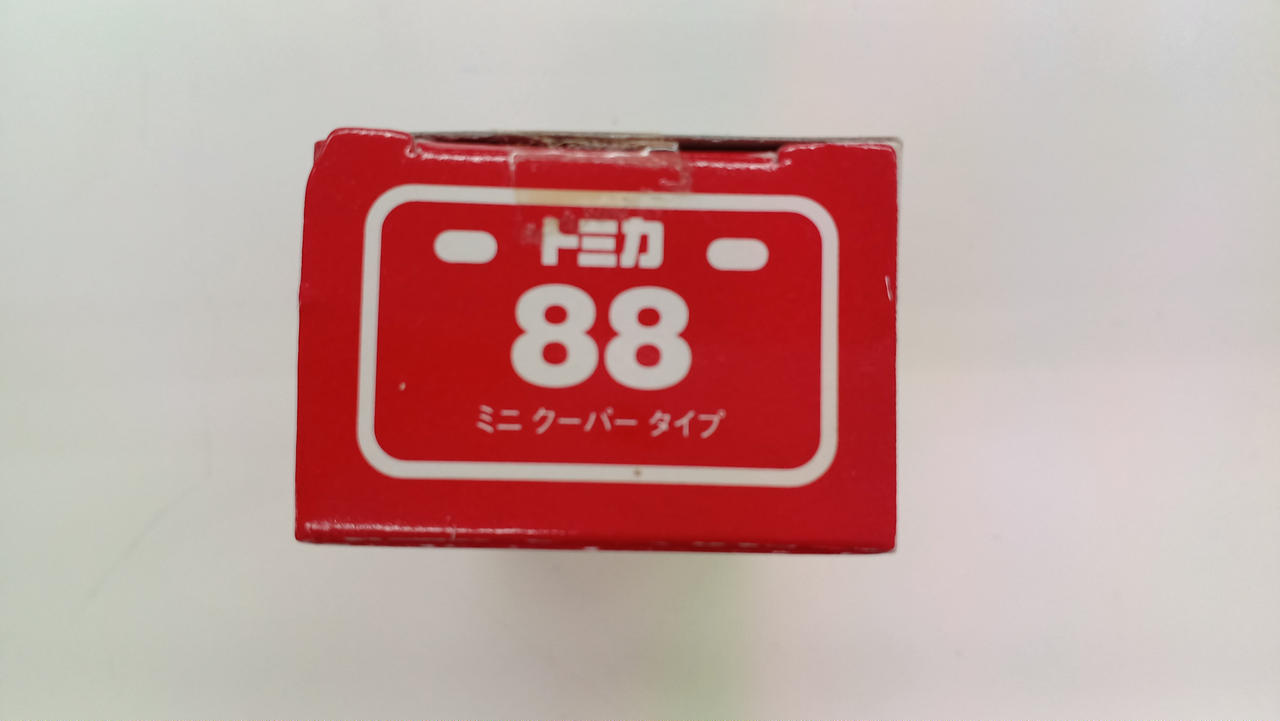 トミカ
88
ミニ クーパー タイプ